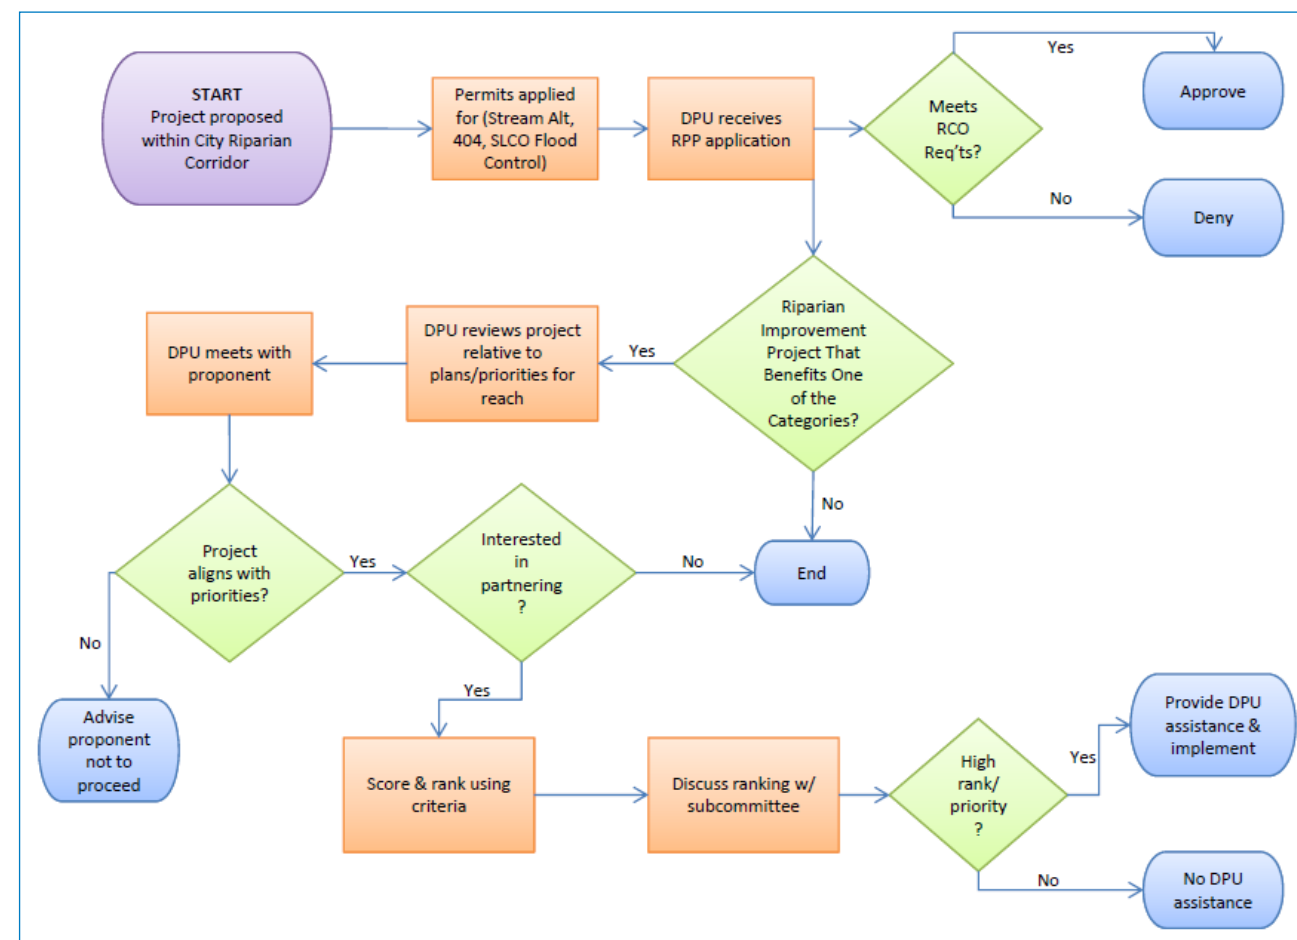 START
Project proposed
within City Riparian
Corridor
Permits applied
for (Stream Alt,
404, SLCO Flood
Control)
DPU receives
RPP application
Meets
RCO
Req'ts?
Yes
Approve
No
Deny
Riparian
Improvement
Project That
Benefits One
of the
Categories?
Yes
DPU reviews project
relative to
plans/priorities for
reach
DPU meets with
proponent
No
End
Project
aligns with
priorities?
Yes
Interested
in
partnering
?
No
No
Advise
proponent
not to
proceed
Yes
Score & rank using
criteria
Discuss ranking w/
subcommittee
High
rank/
priority
?
Yes
Provide DPU
assistance &
implement
No
No DPU
assistance